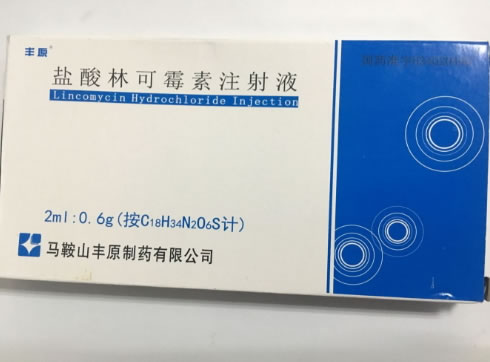 丰原
盐酸林可霉素注射液
Lincomycin Hydrochloride Injection
2ml:0.6g(按C18H34N2O6S计)
马鞍山丰原制药有限公司